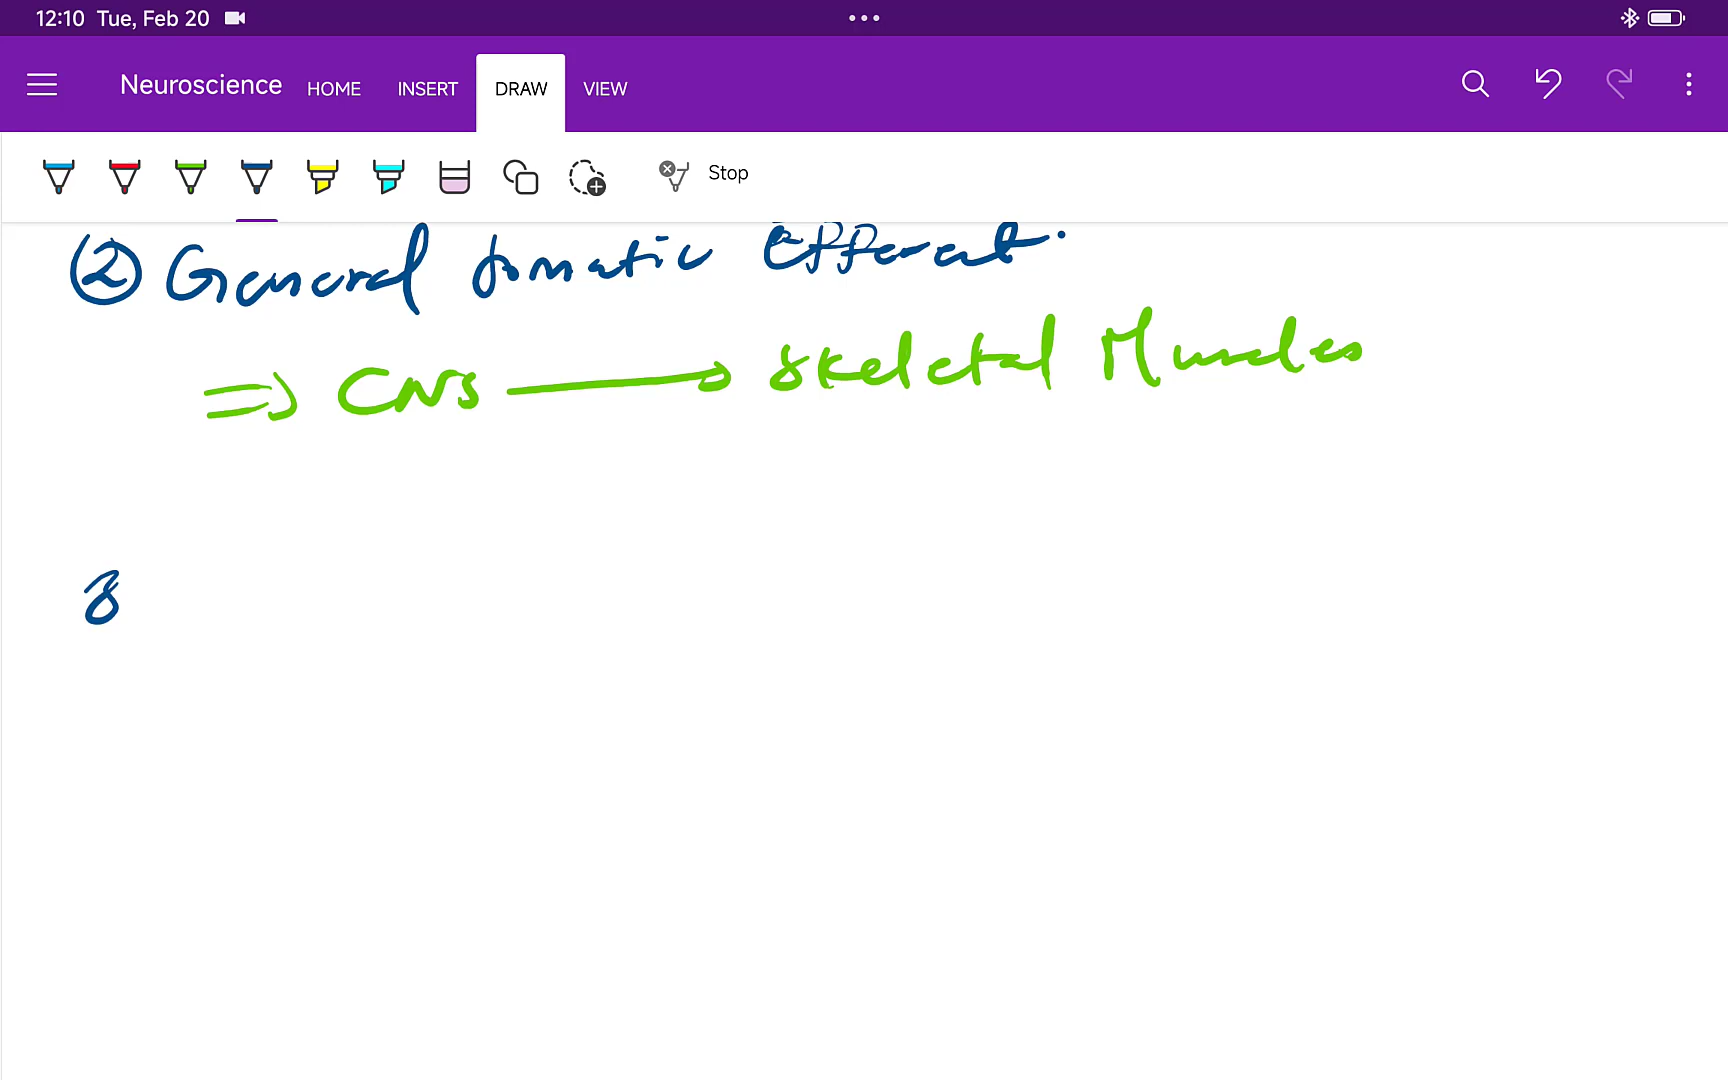 12:10 Tue, Feb 20
Neuroscience HOME INSERT DRAW VIEW
Stop
② General somatic Efferent.
⇒ CNS → Skeletal Muscles